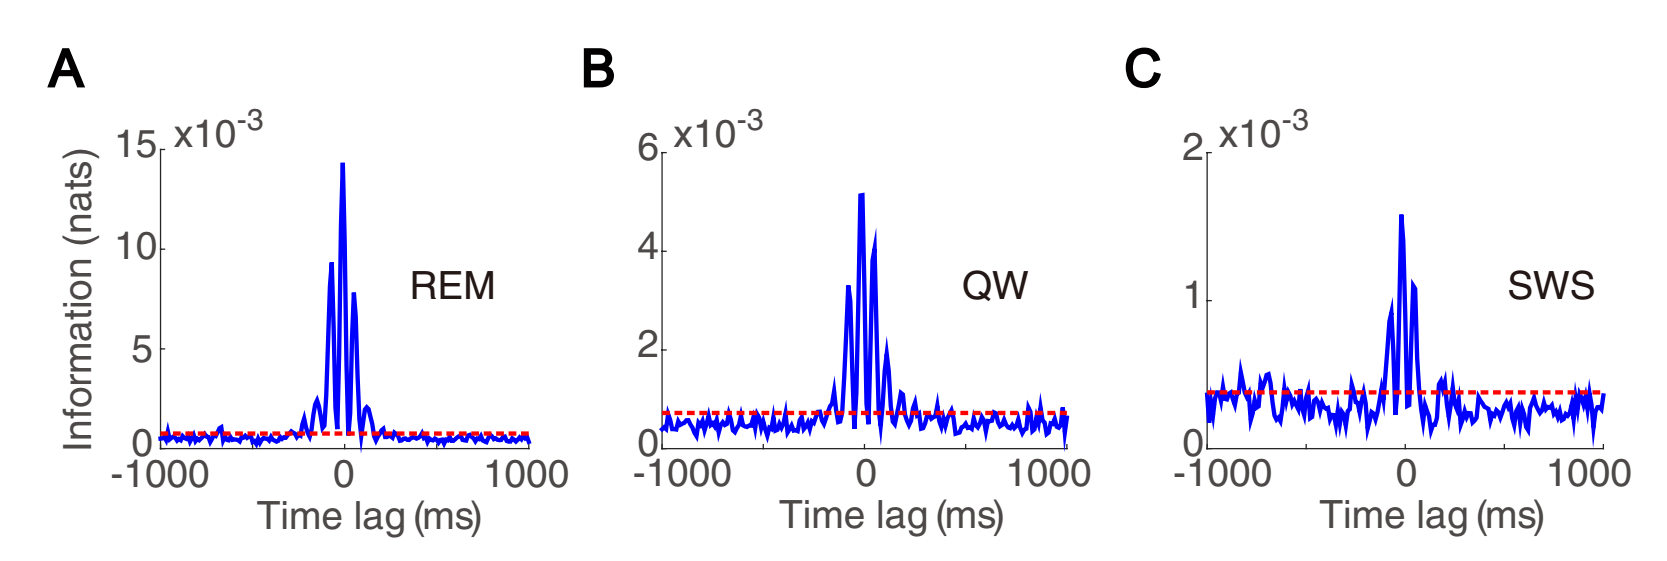 A
B
C
x10-3
x10-3
x10-3
15
10
5
0
Information (nats)
REM
-1000
0
1000
Time lag (ms)
6
4
2
0
QW
-1000
0
1000
Time lag (ms)
2
1
0
SWS
-1000
0
1000
Time lag (ms)